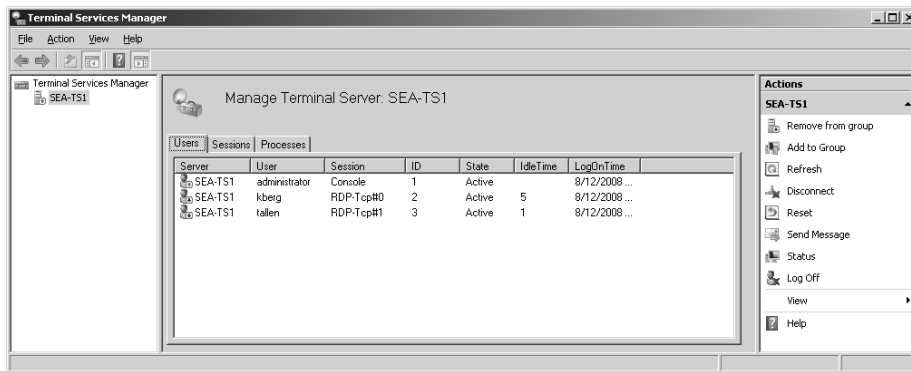 Terminal Services Manager
File Action View Help
Terminal Services Manager
SEA-TS1
Manage Terminal Server: SEA-TS1
Users Sessions Processes
Server User Session ID State IdleTime LogOnTime
SEA-TS1 administrator Console 1 Active 8/12/2008 ...
SEA-TS1 kberg RDP-Tcp#0 2 Active 5 8/12/2008 ...
SEA-TS1 tallen RDP-Tcp#1 3 Active 1 8/12/2008 ...
Actions
SEA-TS1
Remove from group
Add to Group
Refresh
Disconnect
Reset
Send Message
Status
Log Off
View
Help